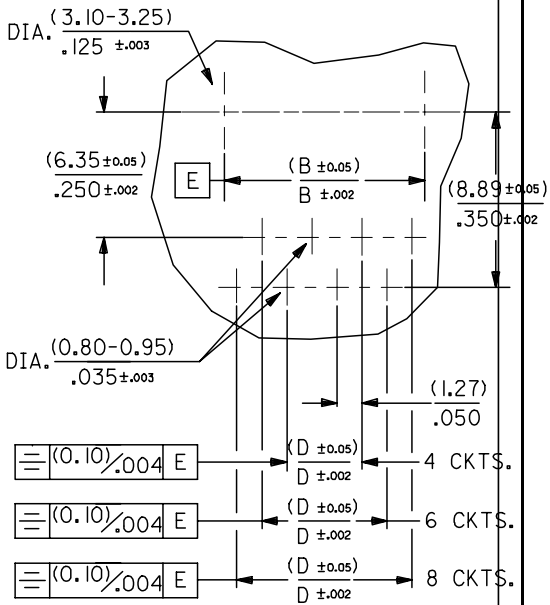 (3.10-3.25)
DIA. .125 ±.003
(6.35±0.05)
.250±.002
E
(B ±0.05)
B ±.002
(8.89±0.05)
.350±.002
DIA. (0.80-0.95)
.035±.003
(1.27)
.050
(0.10)/.004 E
(D ±0.05)
D ±.002
4 CKTS.
(0.10)/.004 E
(D ±0.05)
D ±.002
6 CKTS.
(0.10)/.004 E
(D ±0.05)
D ±.002
8 CKTS.